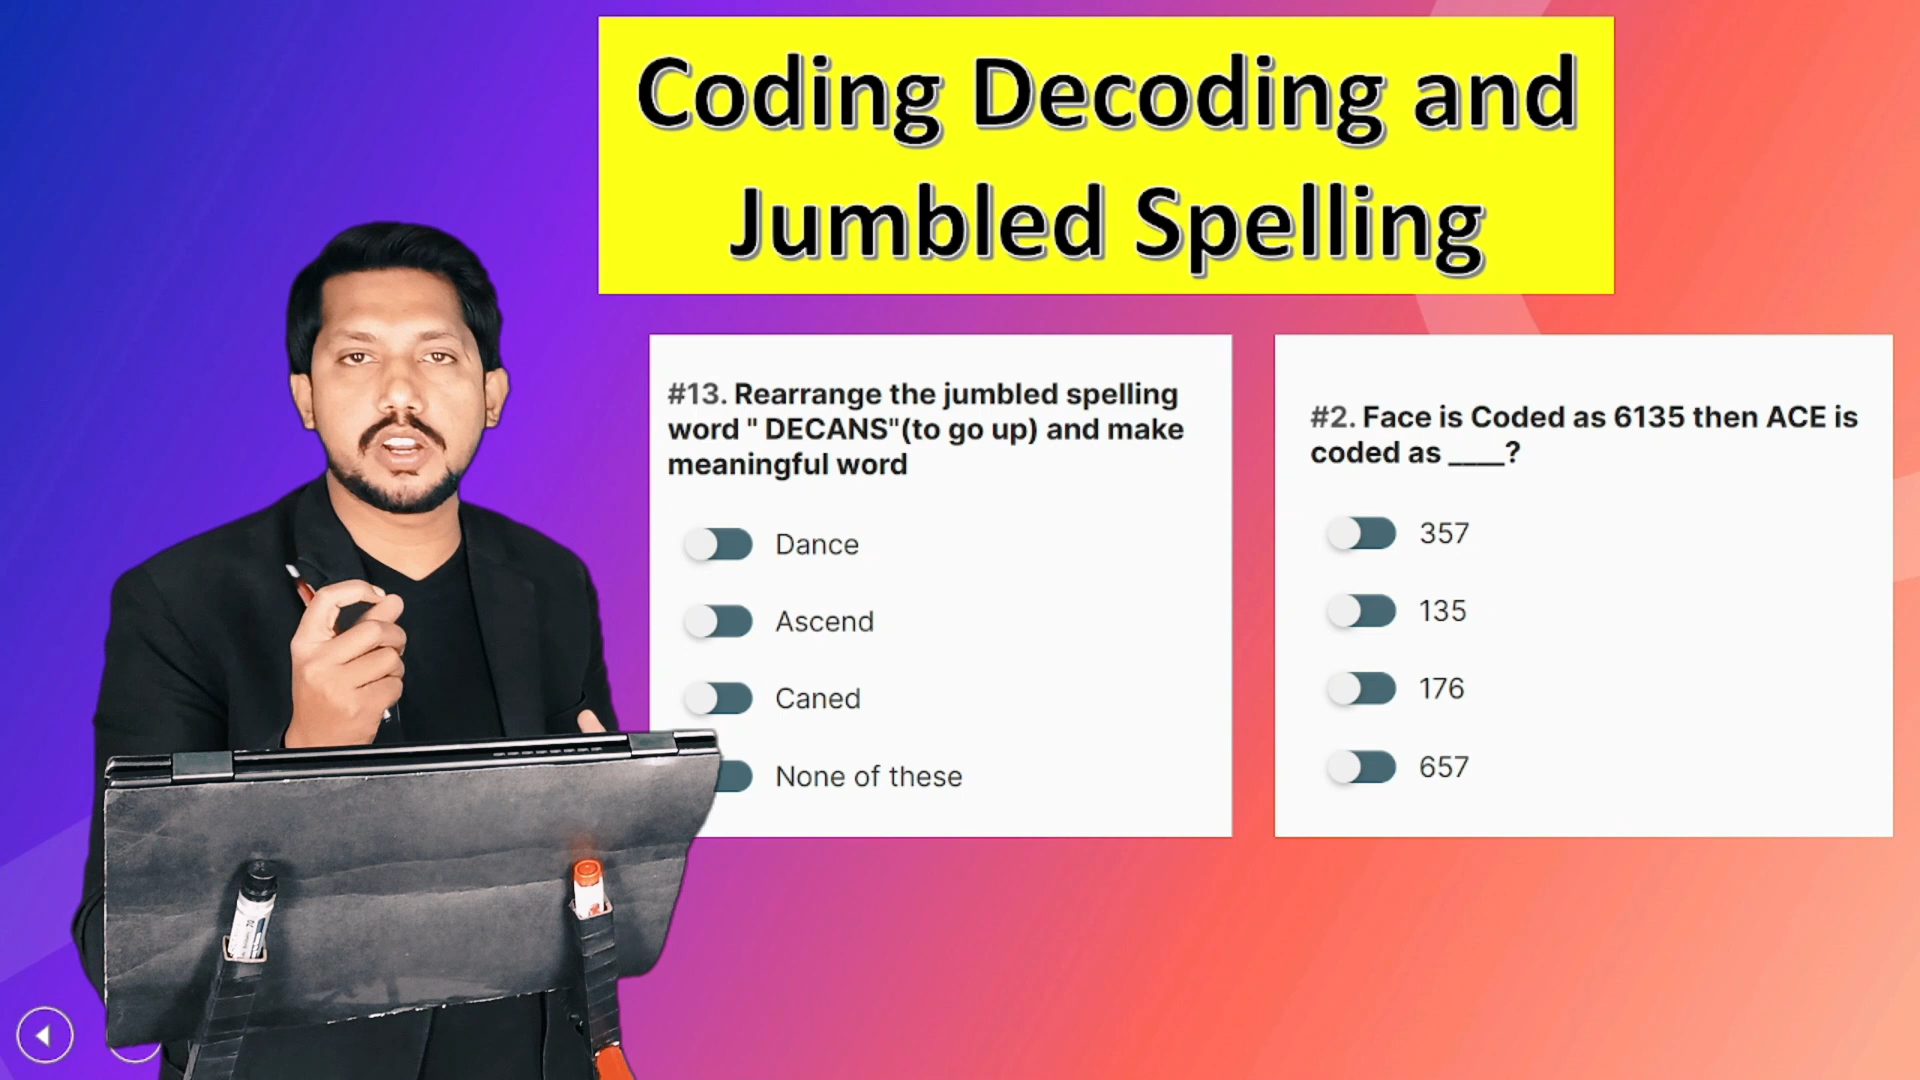 Coding Decoding and
Jumbled Spelling
#13. Rearrange the jumbled spelling
word " DECANS"(to go up) and make
meaningful word
Dance
Ascend
Caned
None of these
#2. Face is Coded as 6135 then ACE is
coded as ____?
357
135
176
657